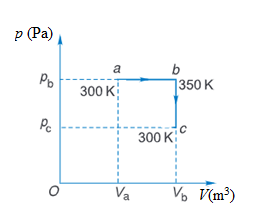 p (Pa)
a b
p_b 300 K 350 K
p_c 300 K c
O V_a V_b V(m³)